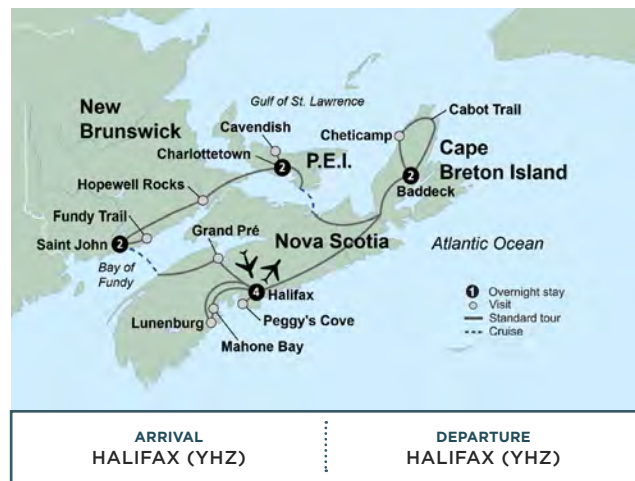 New
Brunswick
Gulf of St. Lawrence
Cavendish
Charlottetown
2
P.E.I.
Cabot Trail
Cheticamp
Cape
Breton Island
2
Baddeck
Hopewell Rocks
Fundy Trail
Saint John
2
Grand Pré
Nova Scotia
Atlantic Ocean
Bay of
Fundy
4
Halifax
Lunenburg
Peggy's Cove
Mahone Bay
1 Overnight stay
Visit
Standard tour
Cruise
ARRIVAL
HALIFAX (YHZ)
DEPARTURE
HALIFAX (YHZ)